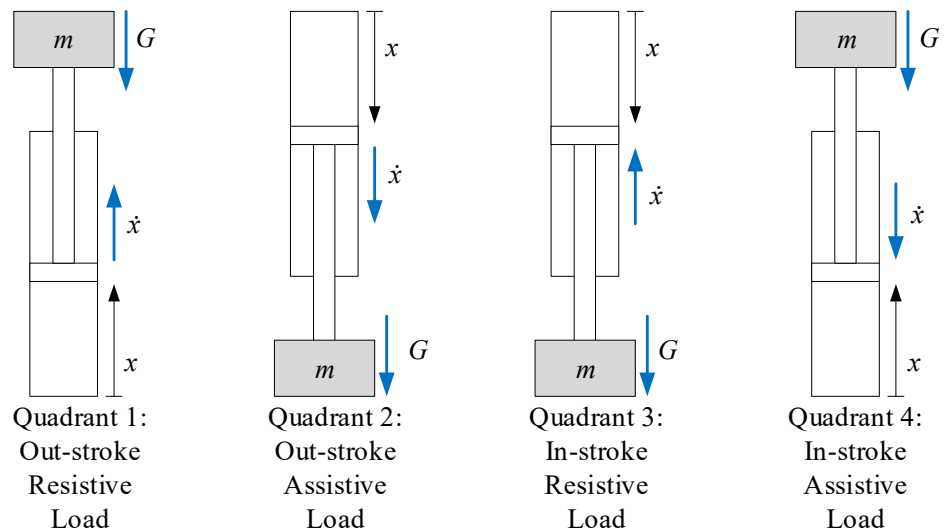 m
G
ẋ
x
Quadrant 1:
Out-stroke
Resistive
Load
x
ẋ
G
m
Quadrant 2:
Out-stroke
Assistive
Load
x
ẋ
G
m
Quadrant 3:
In-stroke
Resistive
Load
m
G
ẋ
x
Quadrant 4:
In-stroke
Assistive
Load